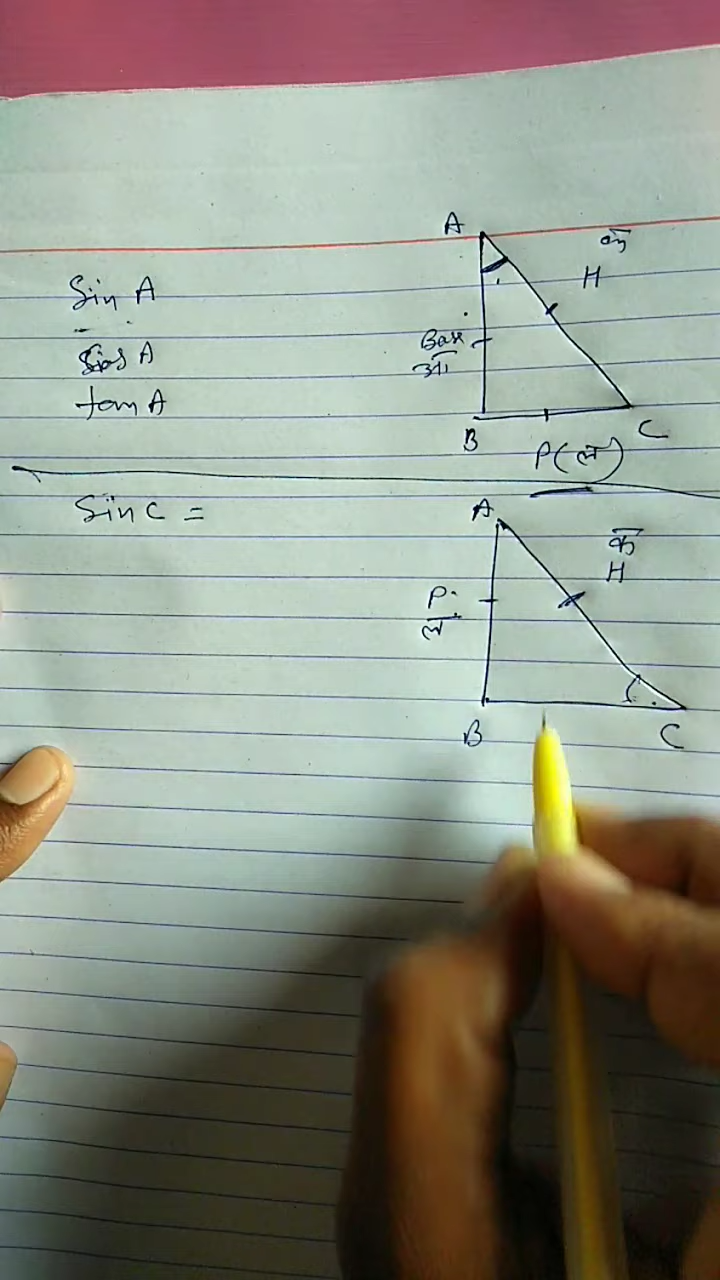 A
क
H
Sin A
Cos A
tan A
Base
आ
B
C
P(ल)
Sin C =
A
क
H
P
ल
B
C